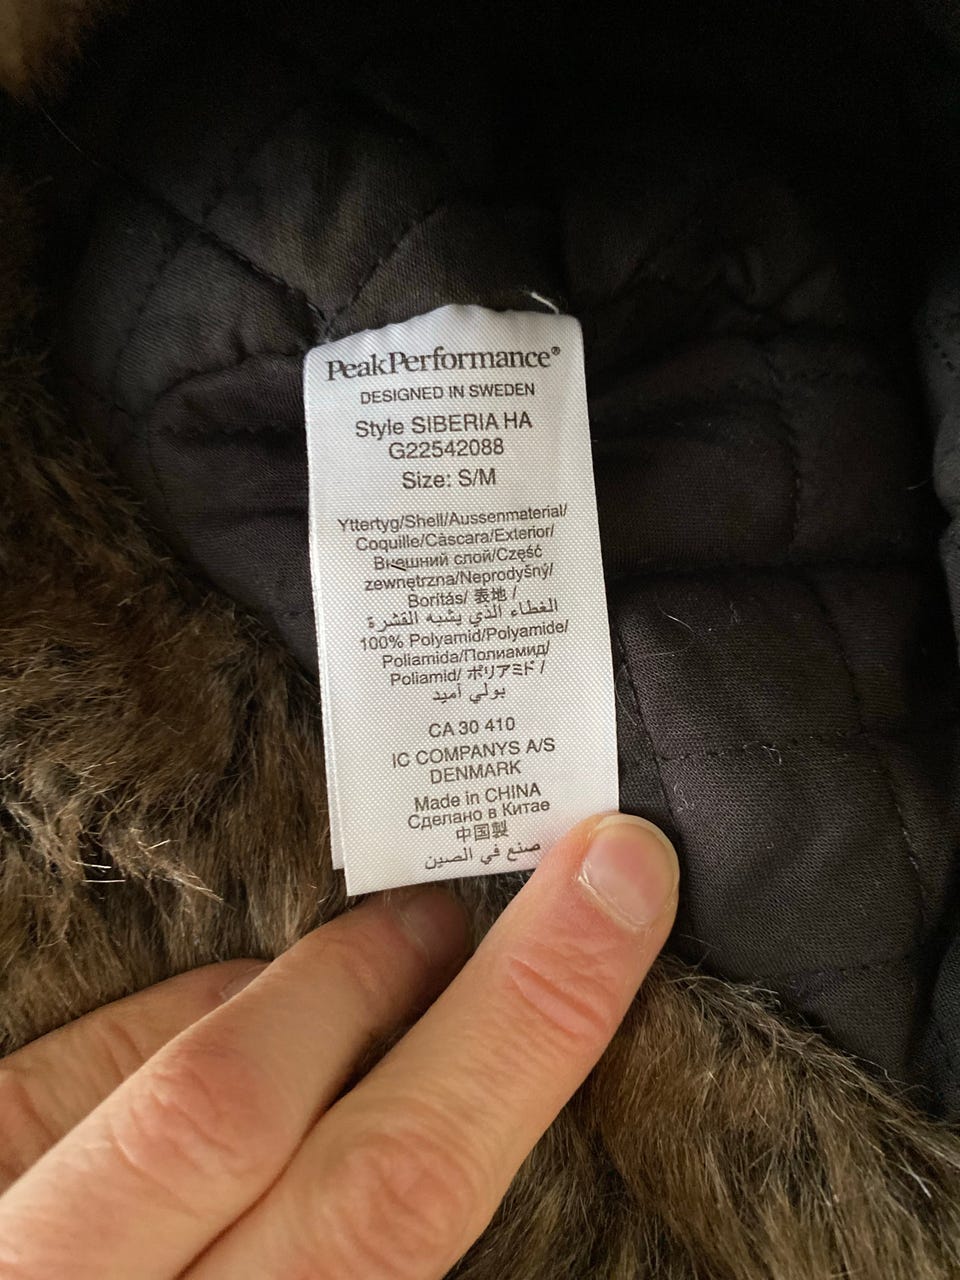 PeakPerformance®
DESIGNED IN SWEDEN
Style SIBERIA HA
G22542088
Size: S/M
Yttertyg/Shell/Aussenmaterial/
Coquille/Cáscara/Exterior/
Внешний слой/Część
zewnętrzna/Neprodyšný/
Borítás/ 表地 /
الغطاء الذي يشبه القشرة
100% Polyamid/Polyamide/
Poliamida/Полиамид/
Poliamid/ ポリアミド /
بولي أميد
CA 30 410
IC COMPANYS A/S
DENMARK
Made in CHINA
Сделано в Китае
中国製
صنع في الصين